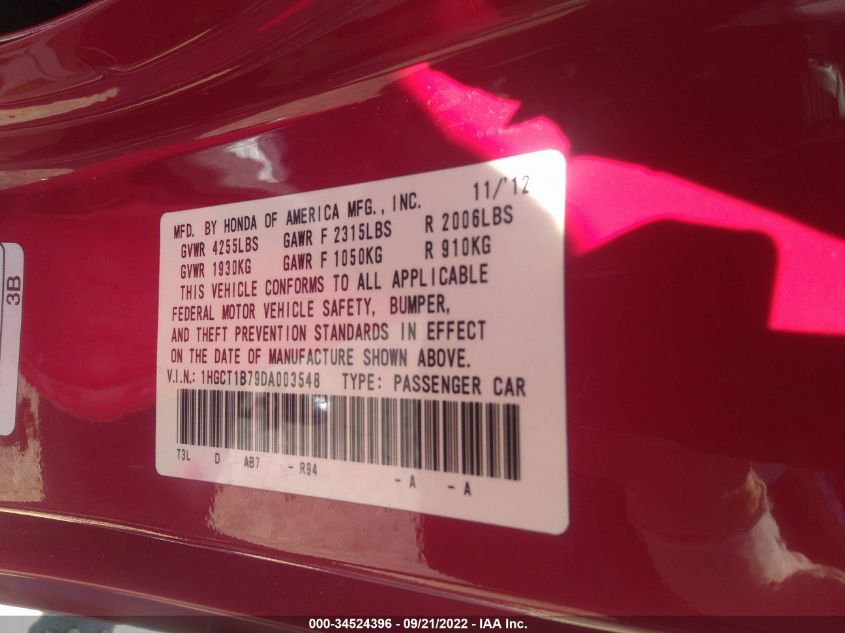 11/'12
MFD. BY HONDA OF AMERICA MFG., INC.
GVWR 4255LBS GAWR F 2315LBS R 2006LBS
GVWR 1930KG GAWR F 1050KG R 910KG
THIS VEHICLE CONFORMS TO ALL APPLICABLE
FEDERAL MOTOR VEHICLE SAFETY, BUMPER,
AND THEFT PREVENTION STANDARDS IN EFFECT
ON THE DATE OF MANUFACTURE SHOWN ABOVE.
V.I.N.: 1HGCT1B79DA003548 TYPE: PASSENGER CAR
T3L D AB7 - R94 - A - A
3B
000-34524396 - 09/21/2022 - IAA Inc.